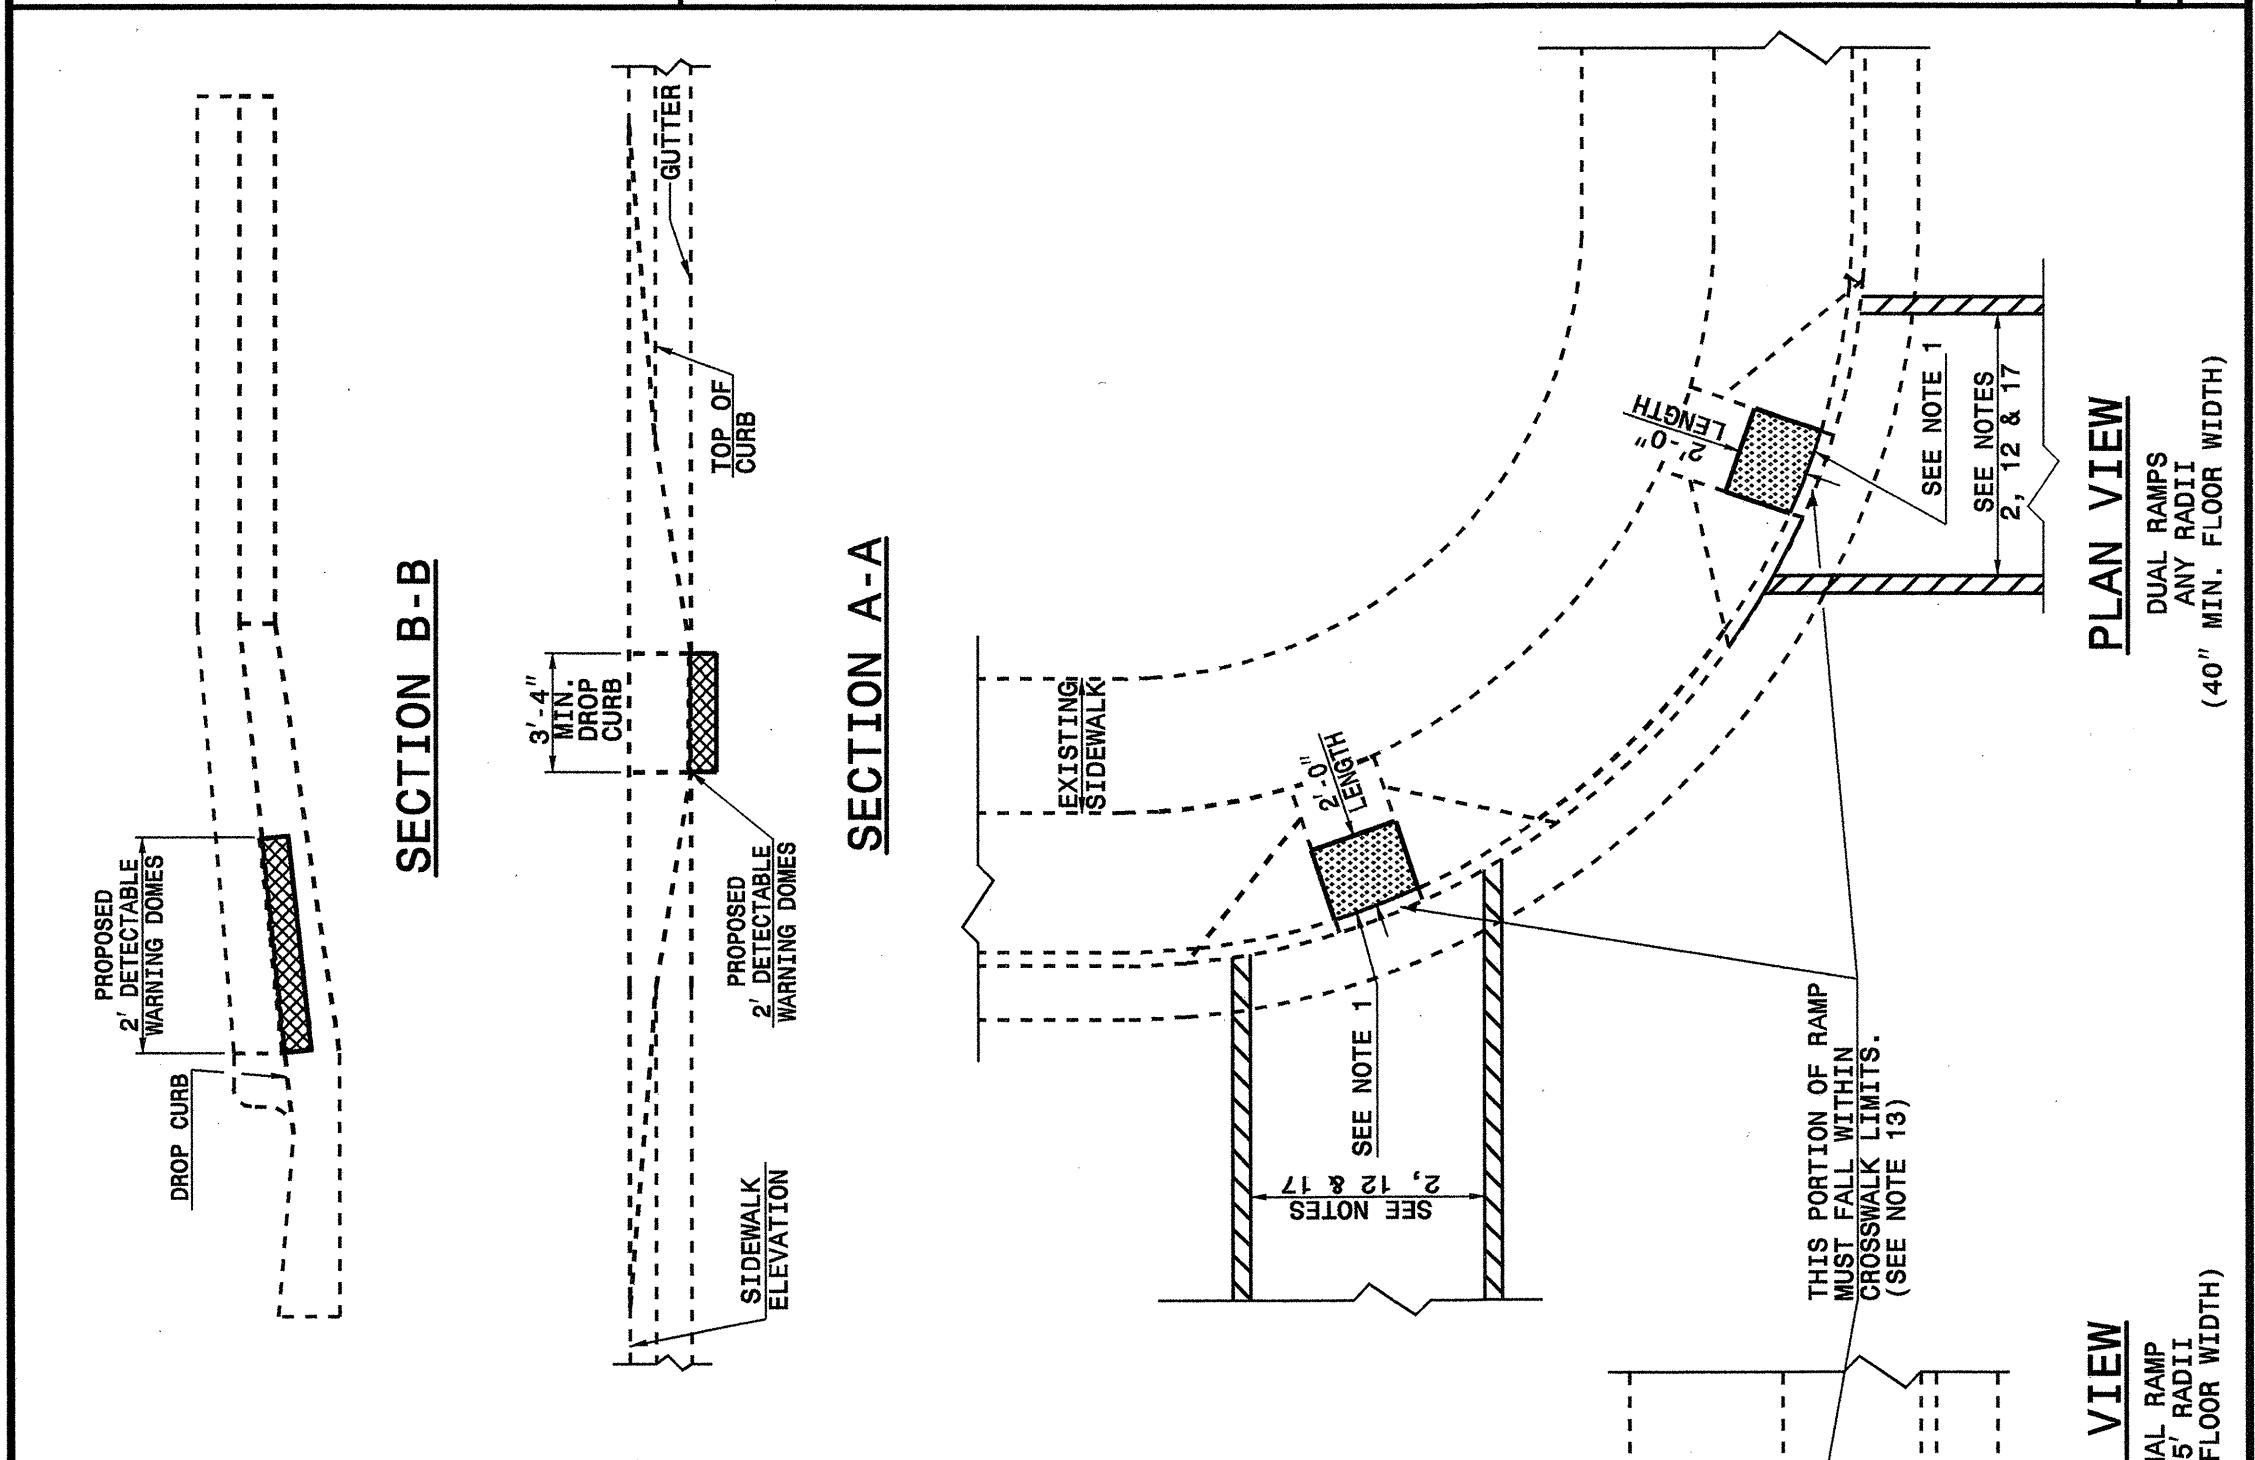 PROPOSED
2' DETECTABLE
WARNING DOMES
DROP CURB
SECTION B-B
3'-4"
MIN.
DROP
CURB
GUTTER
TOP OF
CURB
PROPOSED
2' DETECTABLE
WARNING DOMES
SIDEWALK
ELEVATION
SECTION A-A
EXISTING
SIDEWALK
2'-0"
LENGTH
SEE NOTE 1
SEE NOTES
2, 12 & 17
2'-0"
LENGTH
SEE NOTE 1
SEE NOTES
2, 12 & 17
THIS PORTION OF RAMP
MUST FALL WITHIN
CROSSWALK LIMITS.
(SEE NOTE 13)
PLAN VIEW
DUAL RAMPS
ANY RADII
(40" MIN. FLOOR WIDTH)
VIEW
RAMP
5' RADII
FLOOR WIDTH)